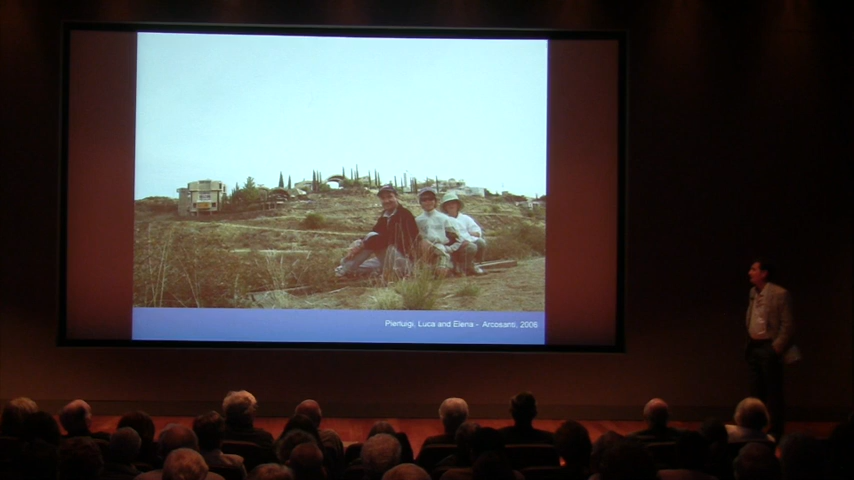 Pierluigi, Luca and Elena - Arcosanti, 2006